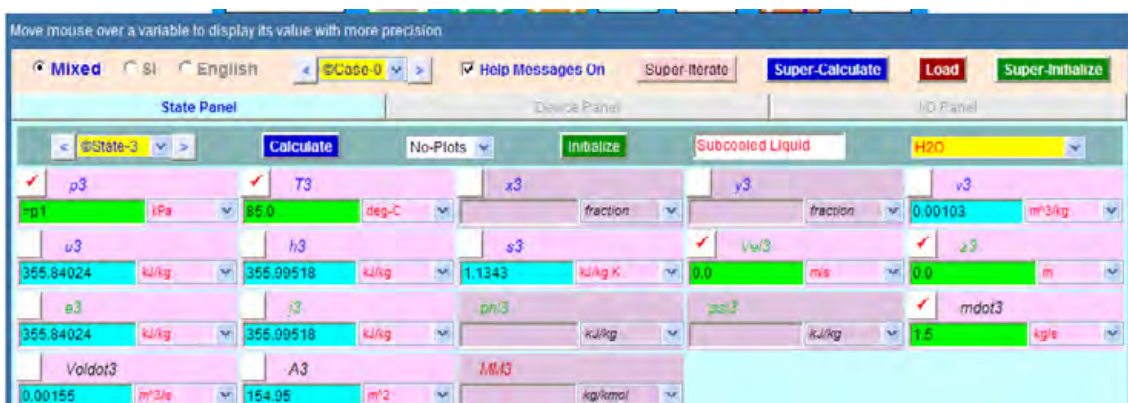 Move mouse over a variable to display its value with more precision.
Mixed SI English < ©Case-0 > Help Messages On Super-Iterate Super-Calculate Load Super-Initialize
State Panel Device Panel I/O Panel
< ©State-3 > Calculate No-Plots Initialize Subcooled Liquid H2O
p3 T3 x3 y3 v3
=p1 kPa 85.0 deg-C fraction fraction 0.00103 m^3/kg
u3 h3 s3 Vel3 z3
355.84024 kJ/kg 355.99518 kJ/kg 1.1343 kJ/kg.K 0.0 m/s 0.0 m
e3 j3 phi3 psi3 mdot3
355.84024 kJ/kg 355.99518 kJ/kg kJ/kg kJ/kg 1.5 kg/s
Voldot3 A3 MM3
0.00155 m^3/s 154.95 m^2 kg/kmol